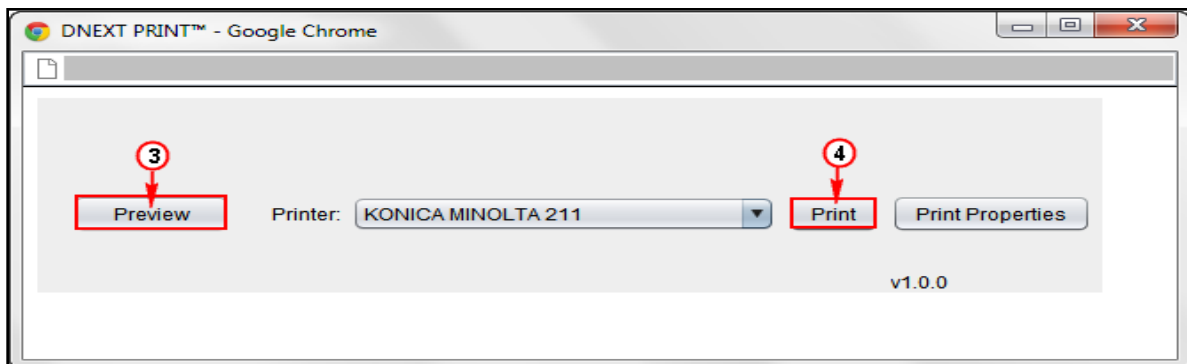 DNEXT PRINT™ - Google Chrome
3 4
Preview Printer: KONICA MINOLTA 211 Print Print Properties
v1.0.0